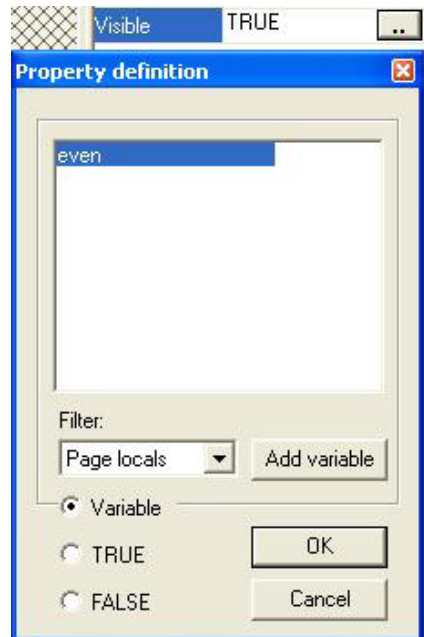 Visible TRUE ..
Property definition
even
Filter:
Page locals Add variable
Variable
TRUE OK
FALSE Cancel